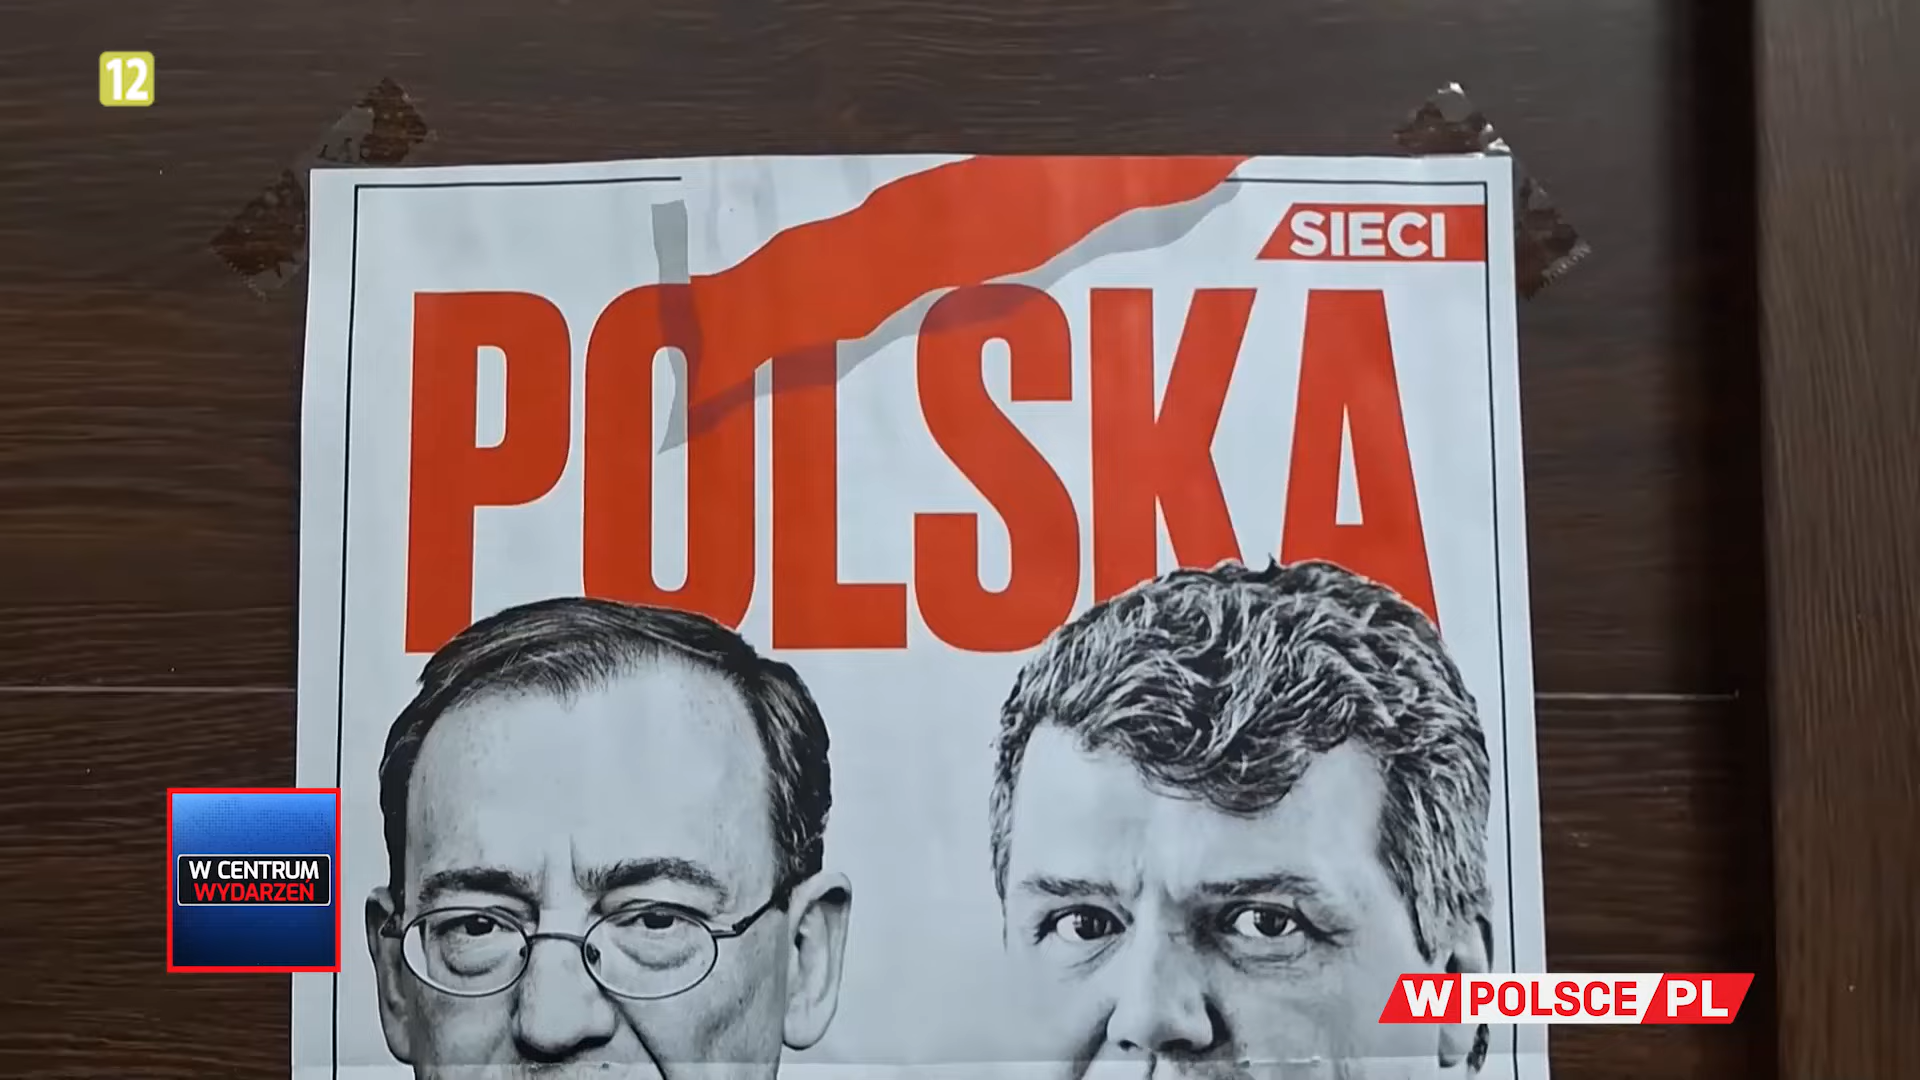 12
SIECI
POLSKA
W CENTRUM
WYDARZEŃ
W POLSCE/PL